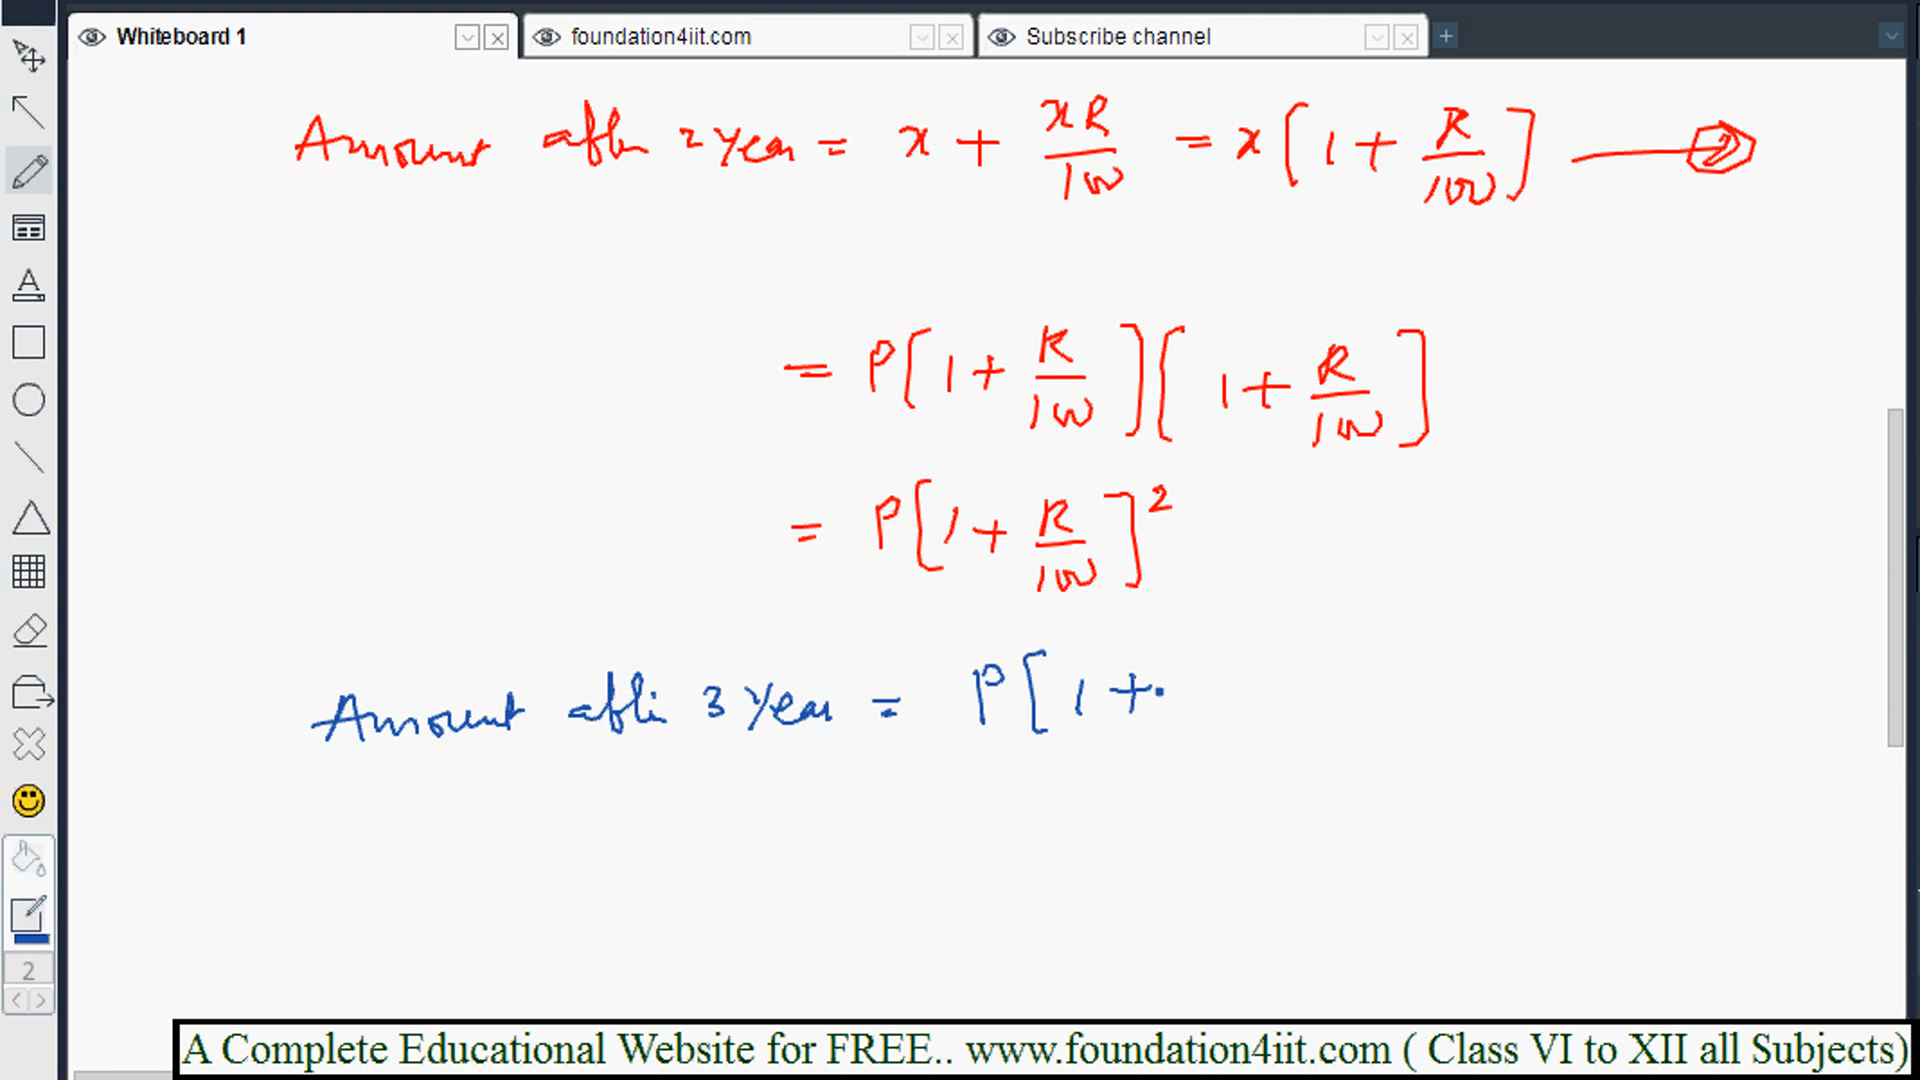 Whiteboard 1 foundation4iit.com Subscribe channel
Amount after 2 year = x + xR/100 = x[1 + R/100] → 2
= P[1 + R/100][1 + R/100]
= P[1 + R/100]²
Amount after 3 year = P[1 +
2
A Complete Educational Website for FREE.. www.foundation4iit.com ( Class VI to XII all Subjects)